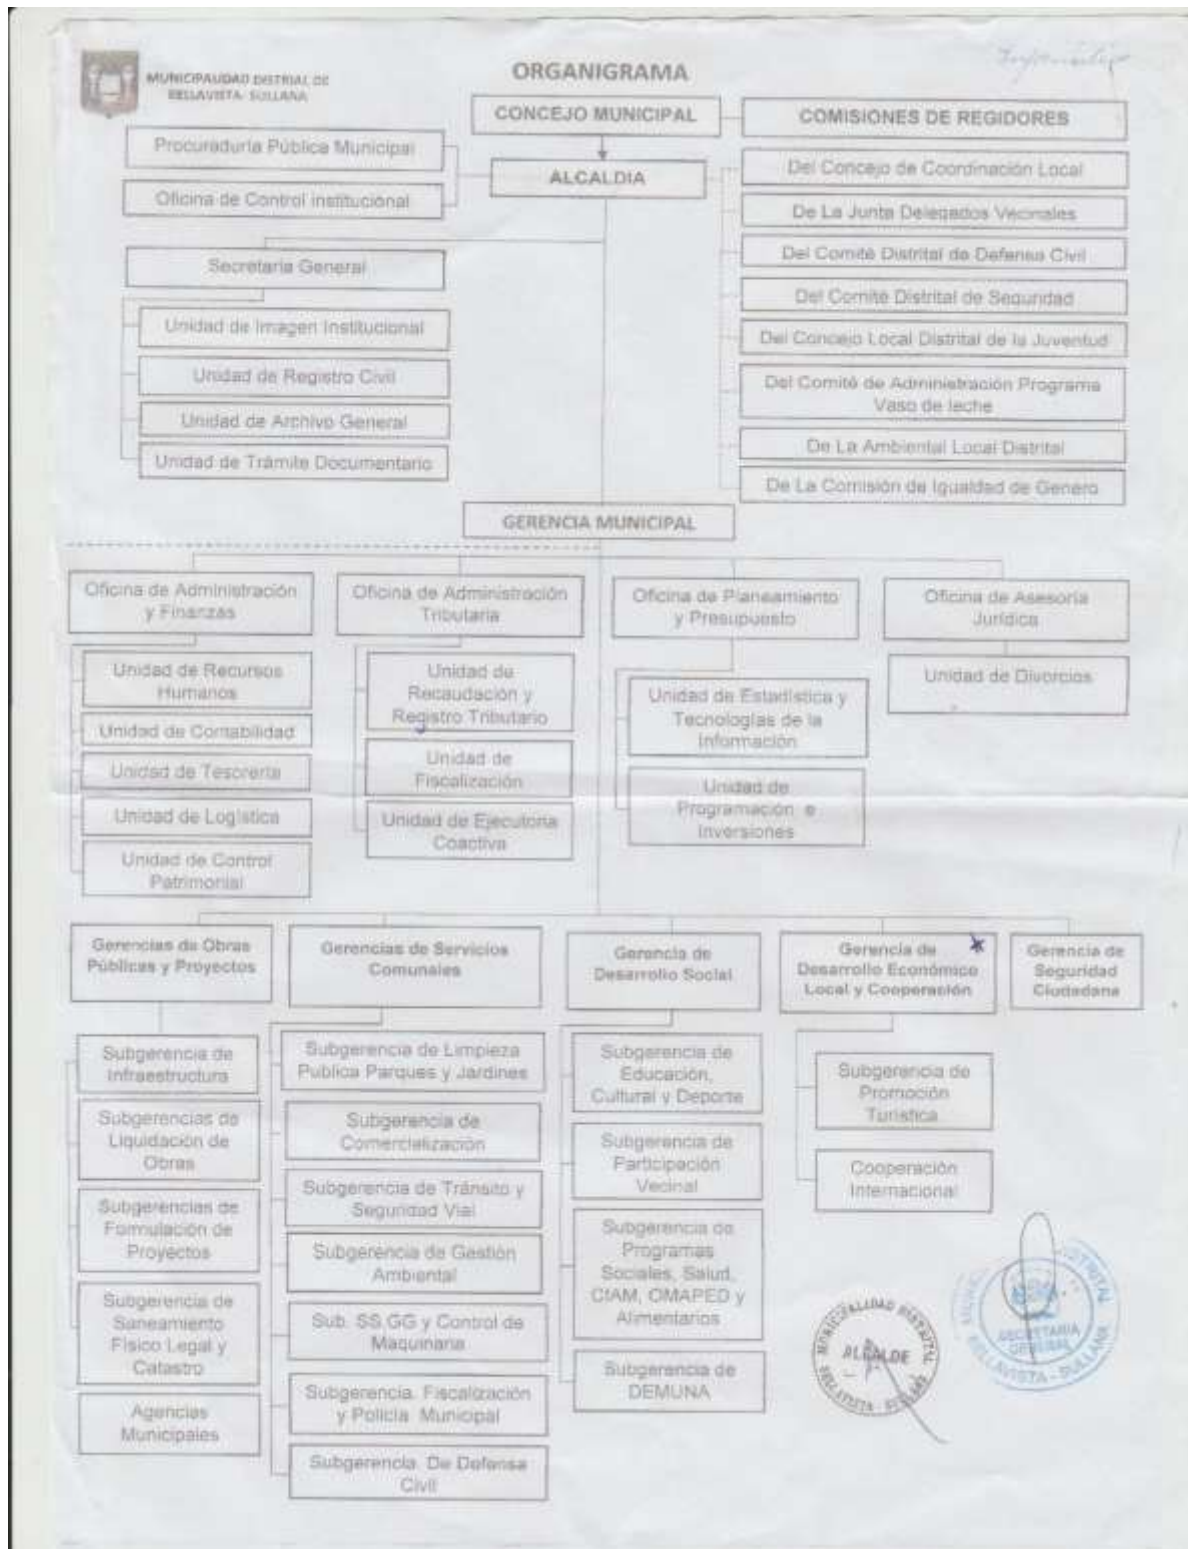 MUNICIPALIDAD DISTRIAL DE
BELLAVISTA- SULLANA
ORGANIGRAMA
CONCEJO MUNICIPAL
COMISIONES DE REGIDORES
Procuraduría Pública Municipal
ALCALDIA
Oficina de Control institucional
Del Concejo de Coordinación Local
De La Junta Delegados Vecinales
Del Comité Distrital de Defensa Civil
Del Comité Distrital de Seguridad
Del Concejo Local Distrital de la Juventud
Del Comité de Administración Programa
Vaso de leche
De La Ambiental Local Distrital
De La Comisión de Igualdad de Genero
Secretaria General
Unidad de Imagen Institucional
Unidad de Registro Civil
Unidad de Archivo General
Unidad de Trámite Documentario
GERENCIA MUNICIPAL
Oficina de Administración
y Finanzas
Unidad de Recursos
Humanos
Unidad de Contabilidad
Unidad de Tesorería
Unidad de Logística
Unidad de Control
Patrimonial
Oficina de Administración
Tributaria
Unidad de
Recaudación y
Registro Tributario
Unidad de
Fiscalización
Unidad de Ejecutoria
Coactiva
Oficina de Planeamiento
y Presupuesto
Unidad de Estadística y
Tecnologías de la
Información
Unidad de
Programación e
Inversiones
Oficina de Asesoría
Jurídica
Unidad de Divorcios
Gerencias de Obras
Públicas y Proyectos
Subgerencia de
Infraestructura
Subgerencias de
Liquidación de
Obras
Subgerencias de
Formulación de
Proyectos
Subgerencia de
Saneamiento
Físico Legal y
Catastro
Agencias
Municipales
Gerencias de Servicios
Comunales
Subgerencia de Limpieza
Publica Parques y Jardines
Subgerencia de
Comercialización
Subgerencia de Tránsito y
Seguridad Vial
Subgerencia de Gestión
Ambiental
Sub. SS.GG y Control de
Maquinaria
Subgerencia. Fiscalización
y Policía Municipal
Subgerencia. De Defensa
Civil
Gerencia de
Desarrollo Social
Subgerencia de
Educación,
Cultural y Deporte
Subgerencia de
Participación
Vecinal
Subgerencia de
Programas
Sociales, Salud,
CIAM, OMAPED y
Alimentarios
Subgerencia de
DEMUNA
Gerencia de
Desarrollo Económico
Local y Cooperación
Subgerencia de
Promoción
Turística
Cooperación
Internacional
Gerencia de
Seguridad
Ciudadana
MUNICIPALIDAD DISTRITAL
ALCALDE
SECRETARIA
GENERAL
BELLAVISTA - SULLANA